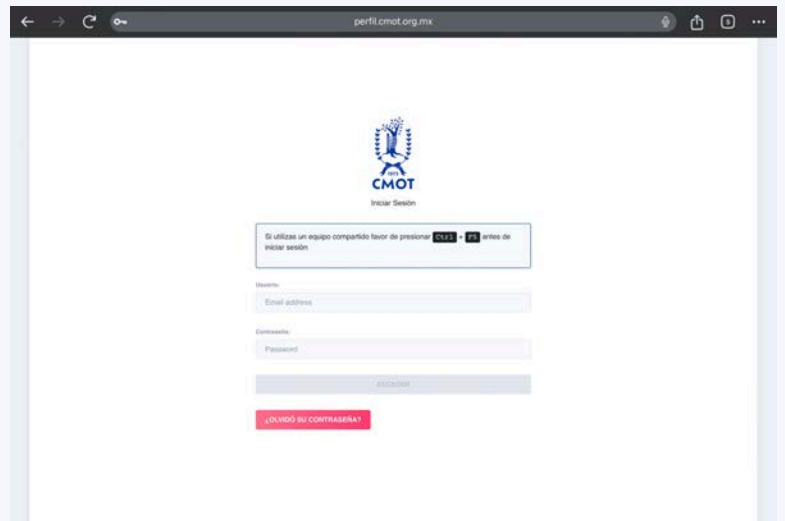 perfil.cmot.org.mx
1973
CMOT
Iniciar Sesión
Si utilizas un equipo compartido favor de presionar Ctrl + F5 antes de
iniciar sesión
Usuario:
Email address
Contraseña:
Password
ACCEDER
¿OLVIDÓ SU CONTRASEÑA?